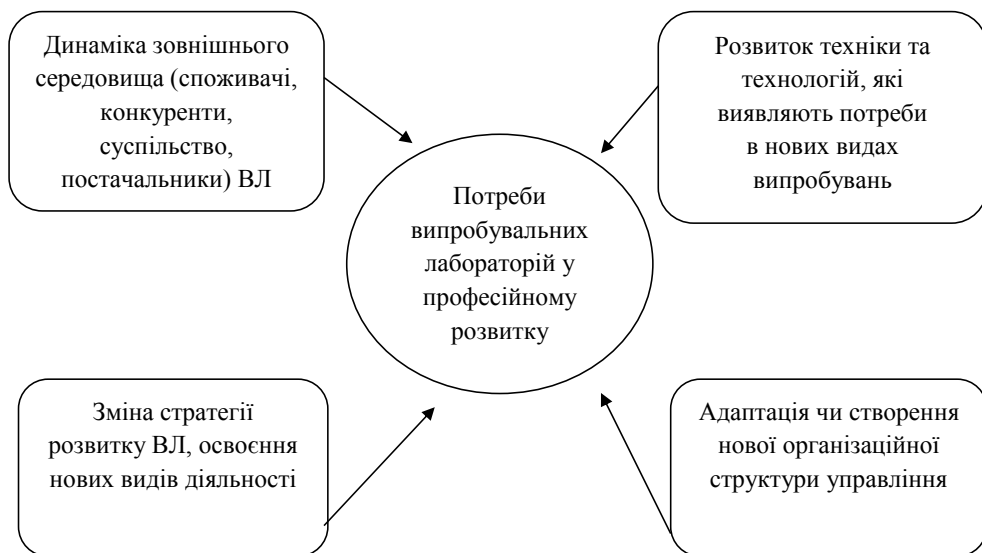 Динаміка зовнішнього
середовища (споживачі,
конкуренти,
суспільство,
постачальники) ВЛ
Розвиток техніки та
технологій, які
виявляють потреби
в нових видах
випробувань
Потреби
випробувальних
лабораторій у
професійному
розвитку
Зміна стратегії
розвитку ВЛ, освоєння
нових видів діяльності
Адаптація чи створення
нової організаційної
структури управління